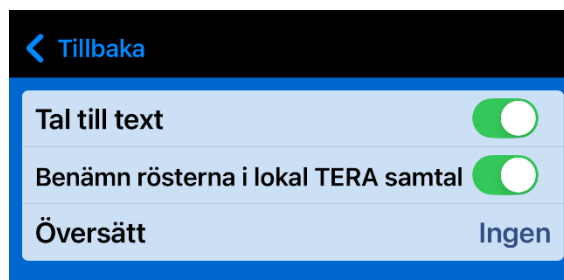 Tillbaka
Tal till text
Benämn rösterna i lokal TERA samtal
Översätt Ingen